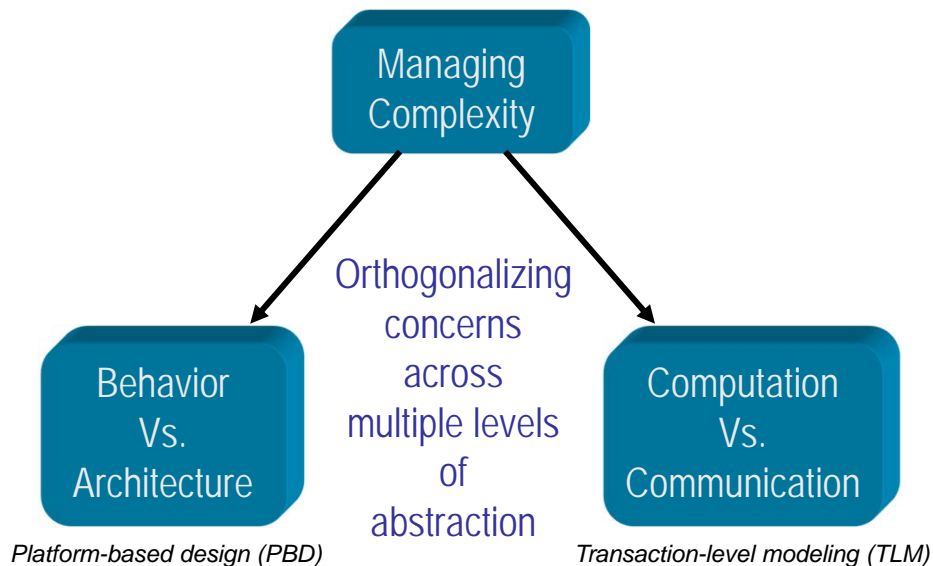 Managing
Complexity
Orthogonalizing
concerns
across
multiple levels
of
abstraction
Behavior
Vs.
Architecture
Computation
Vs.
Communication
Platform-based design (PBD)
Transaction-level modeling (TLM)